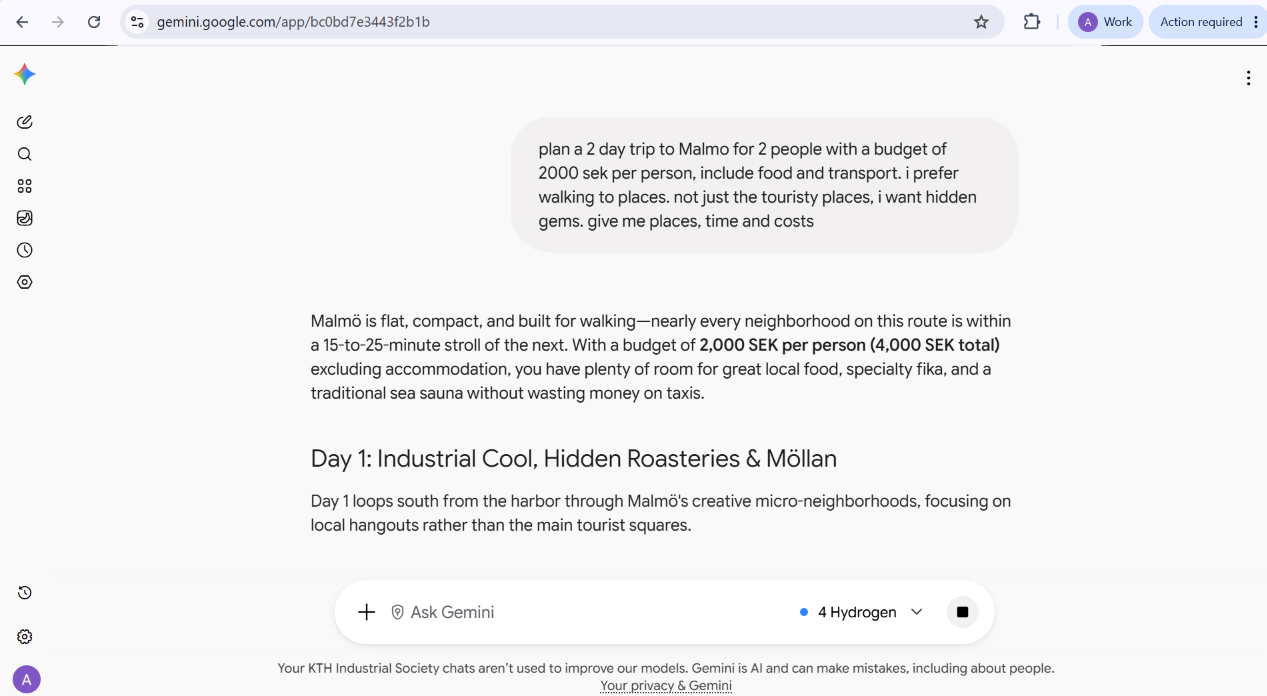 gemini.google.com/app/bc0bd7e3443f2b1b
A Work
Action required
plan a 2 day trip to Malmo for 2 people with a budget of
2000 sek per person, include food and transport. i prefer
walking to places. not just the touristy places, i want hidden
gems. give me places, time and costs
Malmö is flat, compact, and built for walking—nearly every neighborhood on this route is within
a 15-to-25-minute stroll of the next. With a budget of 2,000 SEK per person (4,000 SEK total)
excluding accommodation, you have plenty of room for great local food, specialty fika, and a
traditional sea sauna without wasting money on taxis.
Day 1: Industrial Cool, Hidden Roasteries & Möllan
Day 1 loops south from the harbor through Malmö's creative micro-neighborhoods, focusing on
local hangouts rather than the main tourist squares.
Ask Gemini
4 Hydrogen
A
Your KTH Industrial Society chats aren’t used to improve our models. Gemini is AI and can make mistakes, including about people.
Your privacy & Gemini